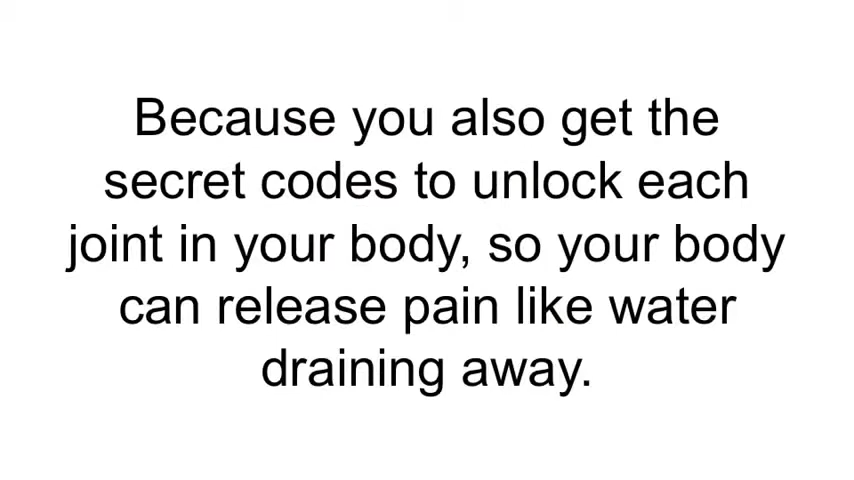 Because you also get the
secret codes to unlock each
joint in your body, so your body
can release pain like water
draining away.